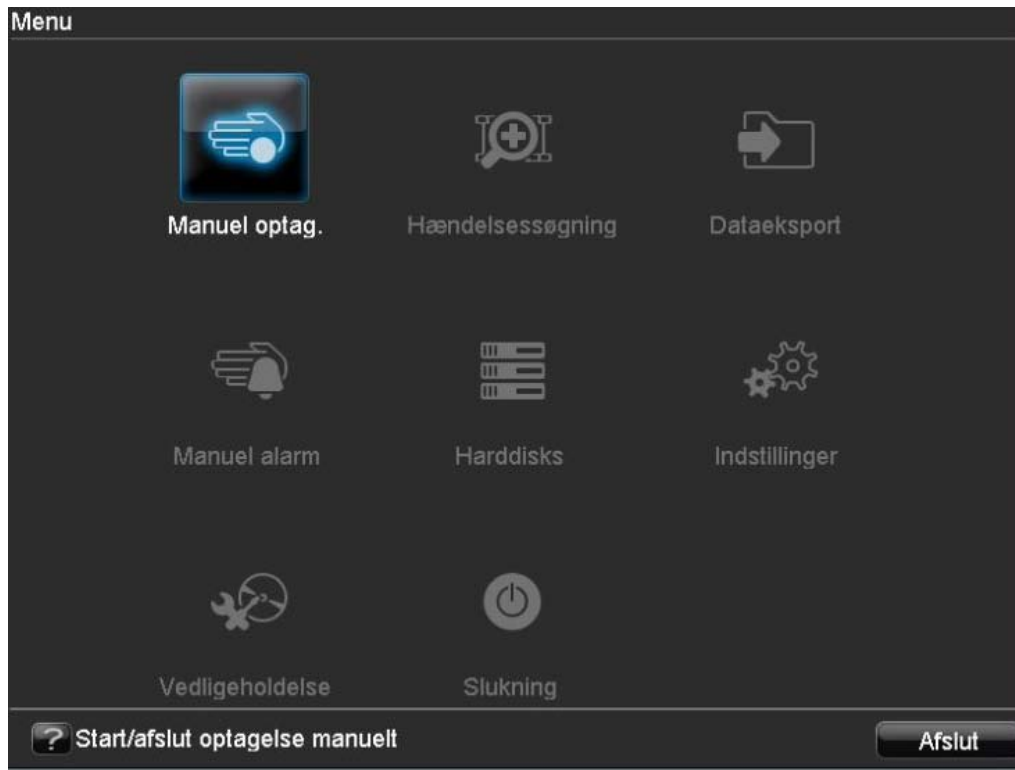 Menu
Manuel optag.
Hændelsessøgning
Dataeksport
Manuel alarm
Harddisks
Indstillinger
Vedligeholdelse
Slukning
? Start/afslut optagelse manuelt
Afslut